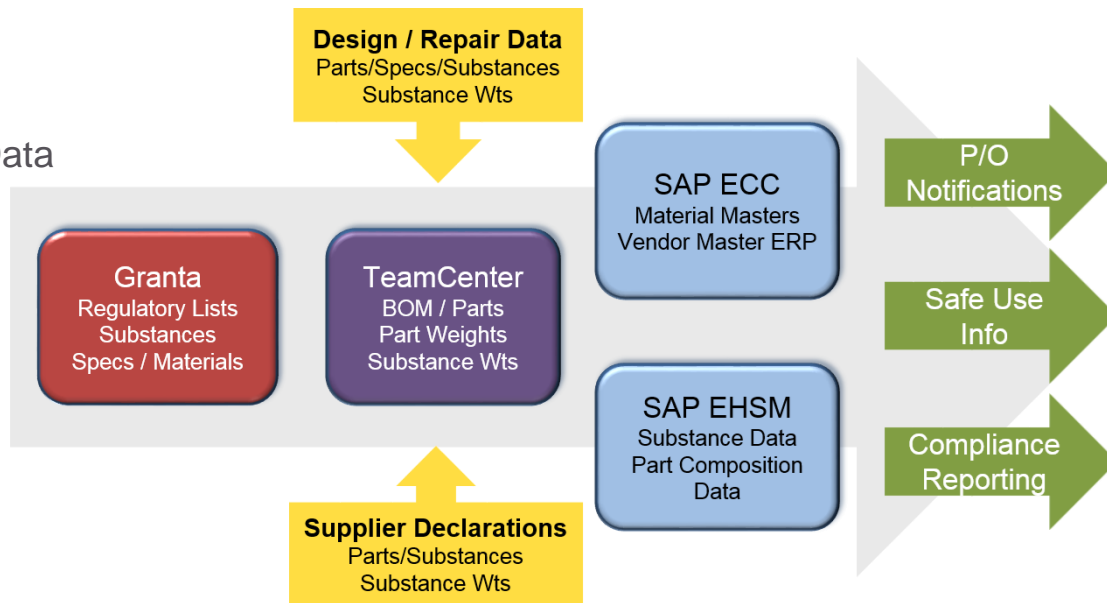 Design / Repair Data
Parts/Specs/Substances
Substance Wts
Data
Granta
Regulatory Lists
Substances
Specs / Materials
TeamCenter
BOM / Parts
Part Weights
Substance Wts
SAP ECC
Material Masters
Vendor Master ERP
SAP EHSM
Substance Data
Part Composition
Data
P/O
Notifications
Safe Use
Info
Compliance
Reporting
Supplier Declarations
Parts/Substances
Substance Wts